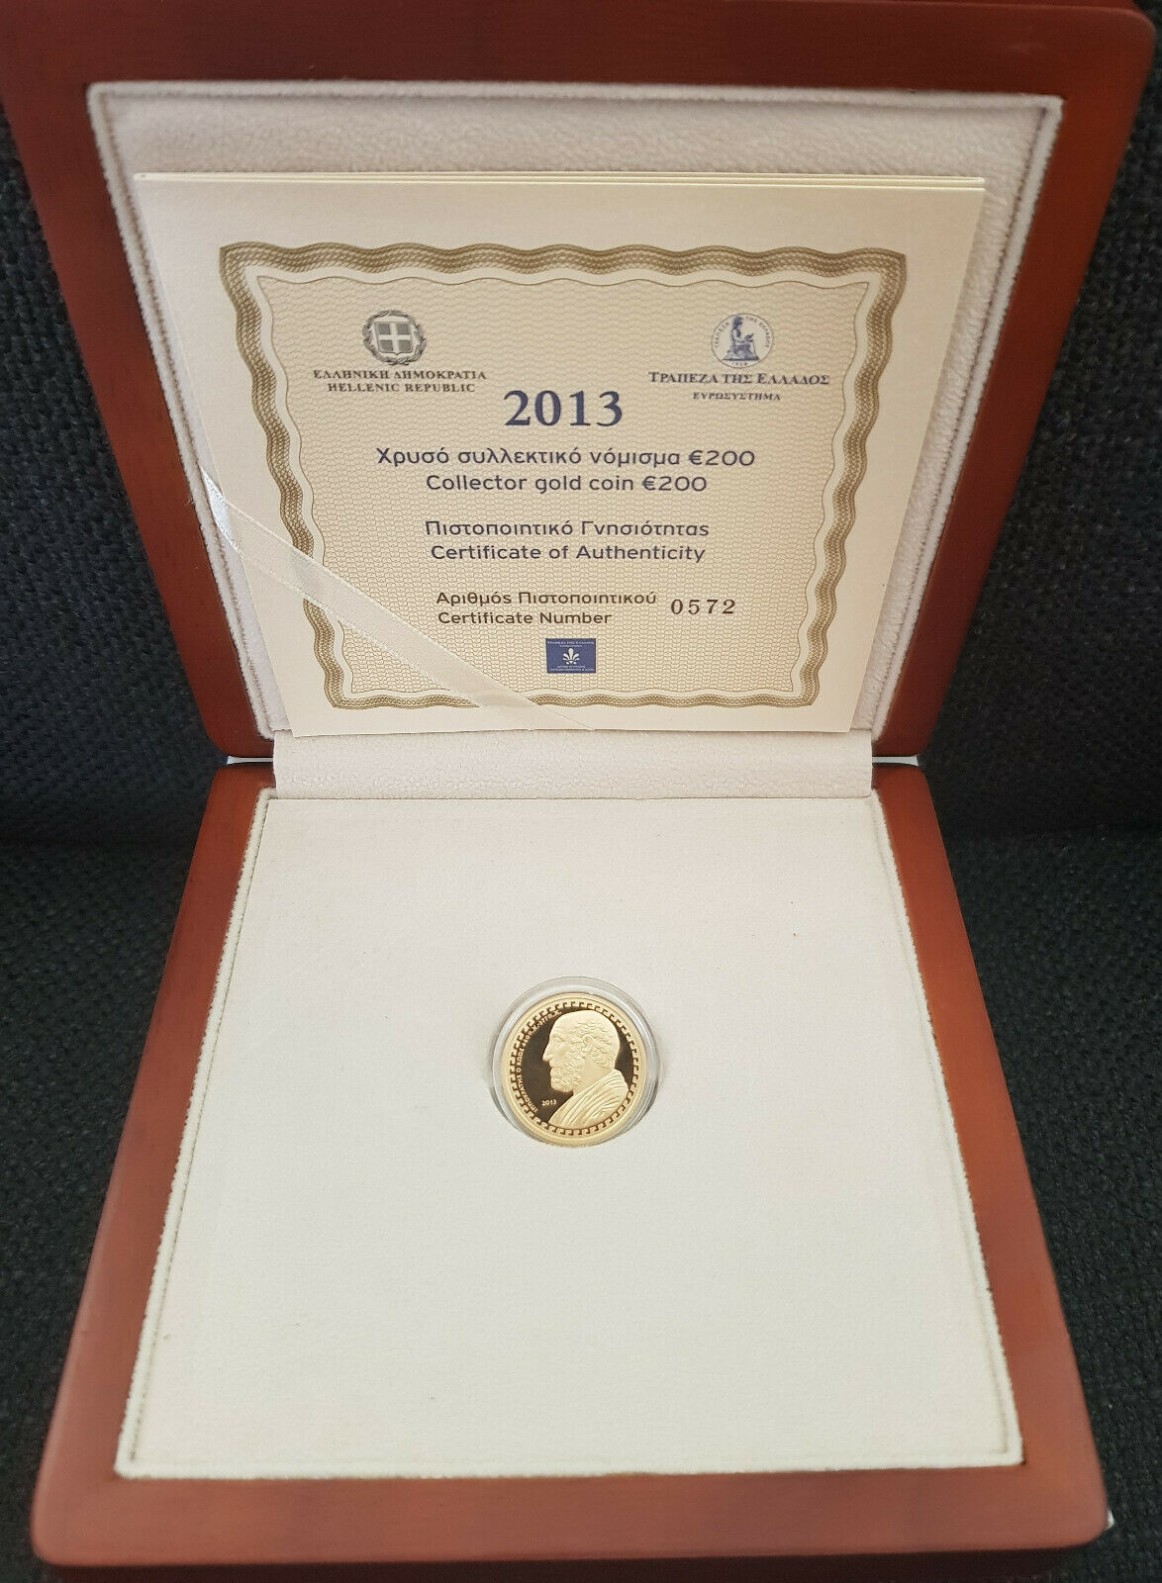 ΕΛΛΗΝΙΚΗ ΔΗΜΟΚΡΑΤΙΑ
HELLENIC REPUBLIC
ΤΡΑΠΕΖΑ ΤΗΣ ΕΛΛΑΔΟΣ
ΕΥΡΩΣΥΣΤΗΜΑ
2013
Χρυσό συλλεκτικό νόμισμα €200
Collector gold coin €200
Πιστοποιητικό Γνησιότητας
Certificate of Authenticity
Αριθμός Πιστοποιητικού
Certificate Number
0572
2013